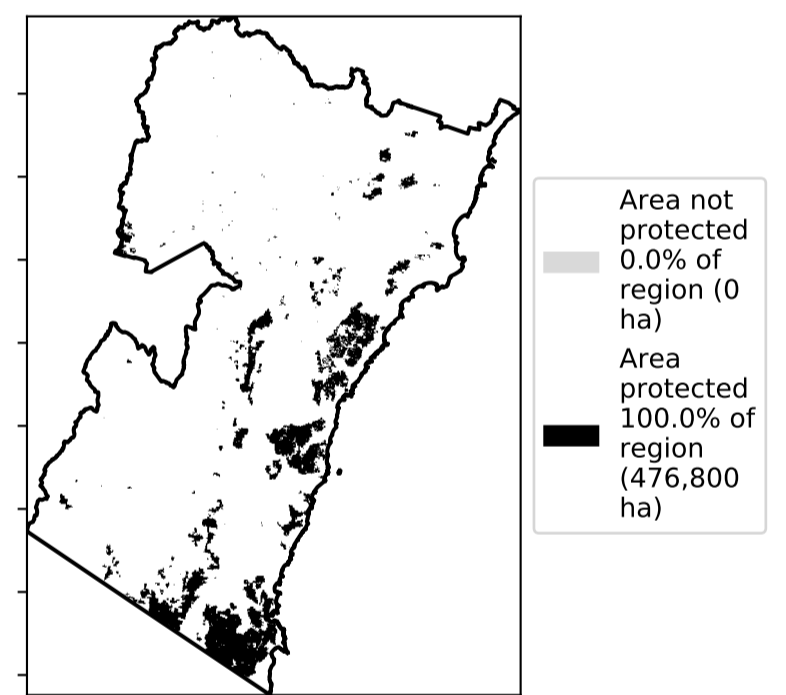 Area not
protected
0.0% of
region (0
ha)
Area
protected
100.0% of
region
(476,800
ha)